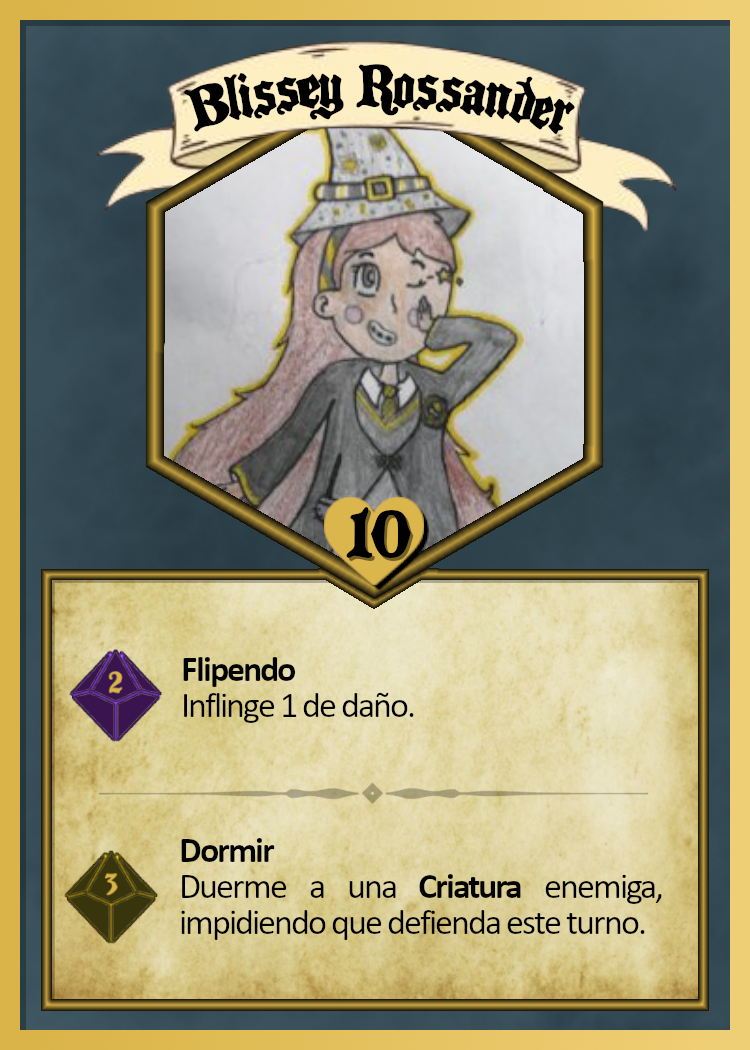 Blissey Rossander
10
2
Flipendo
Inflinge 1 de daño.
3
Dormir
Duerme a una Criatura enemiga,
impidiendo que defienda este turno.